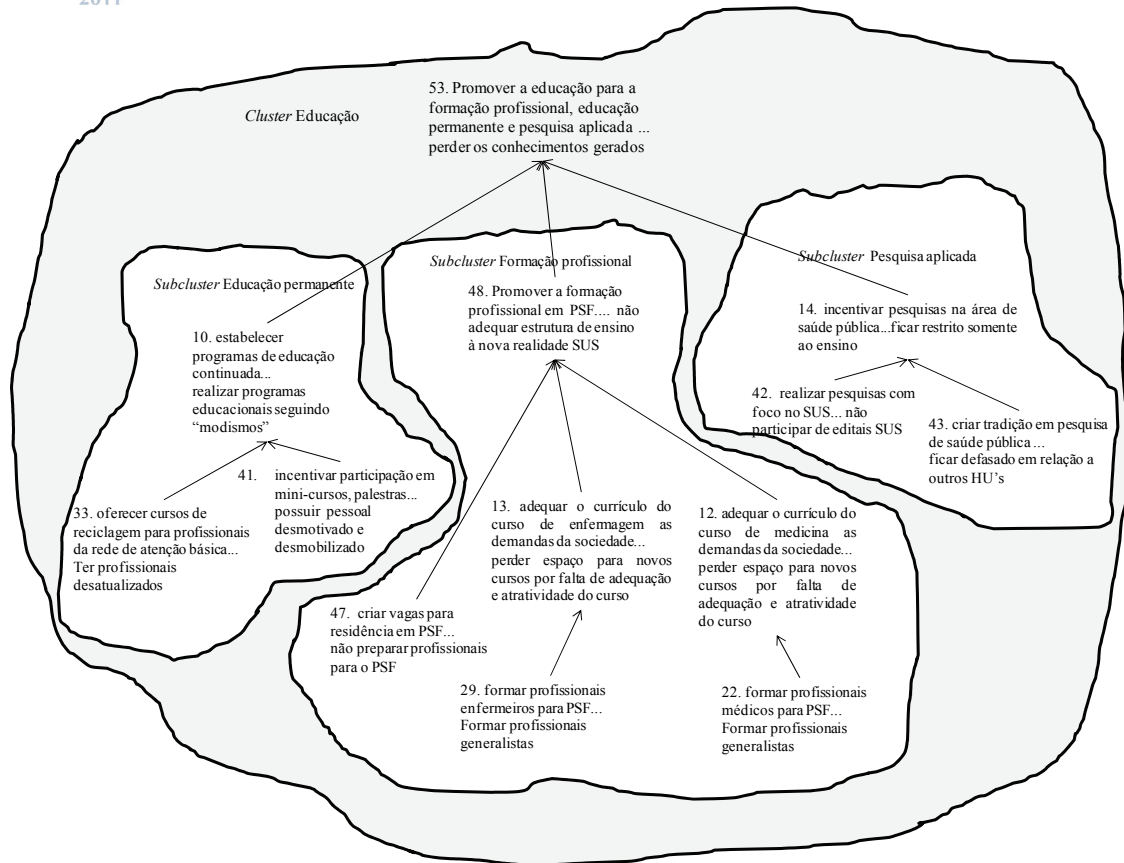 2011
Cluster Educação
53. Promover a educação para a
formação profissional, educação
permanente e pesquisa aplicada ...
perder os conhecimentos gerados
Subcluster Educação permanente
10. estabelecer
programas de educação
continuada...
realizar programas
educacionais seguindo
“modismos”
33. oferecer cursos de
reciclagem para profissionais
da rede de atenção básica...
Ter profissionais
desatualizados
41. incentivar participação em
mini-cursos, palestras...
possuir pessoal
desmotivado e
desmobilizado
Subcluster Formação profissional
48. Promover a formação
profissional em PSF.... não
adequar estrutura de ensino
à nova realidade SUS
47. criar vagas para
residência em PSF...
não preparar profissionais
para o PSF
13. adequar o currículo do
curso de enfermagem as
demandas da sociedade...
perder espaço para novos
cursos por falta de adequação
e atratividade do curso
29. formar profissionais
enfermeiros para PSF...
Formar profissionais
generalistas
12. adequar o currículo do
curso de medicina as
demandas da sociedade...
perder espaço para novos
cursos por falta de
adequação e atratividade
do curso
22. formar profissionais
médicos para PSF...
Formar profissionais
generalistas
Subcluster Pesquisa aplicada
14. incentivar pesquisas na área de
saúde pública...ficar restrito somente
ao ensino
42. realizar pesquisas com
foco no SUS... não
participar de editais SUS
43. criar tradição em pesquisa
de saúde pública ...
ficar defasado em relação a
outros HU's